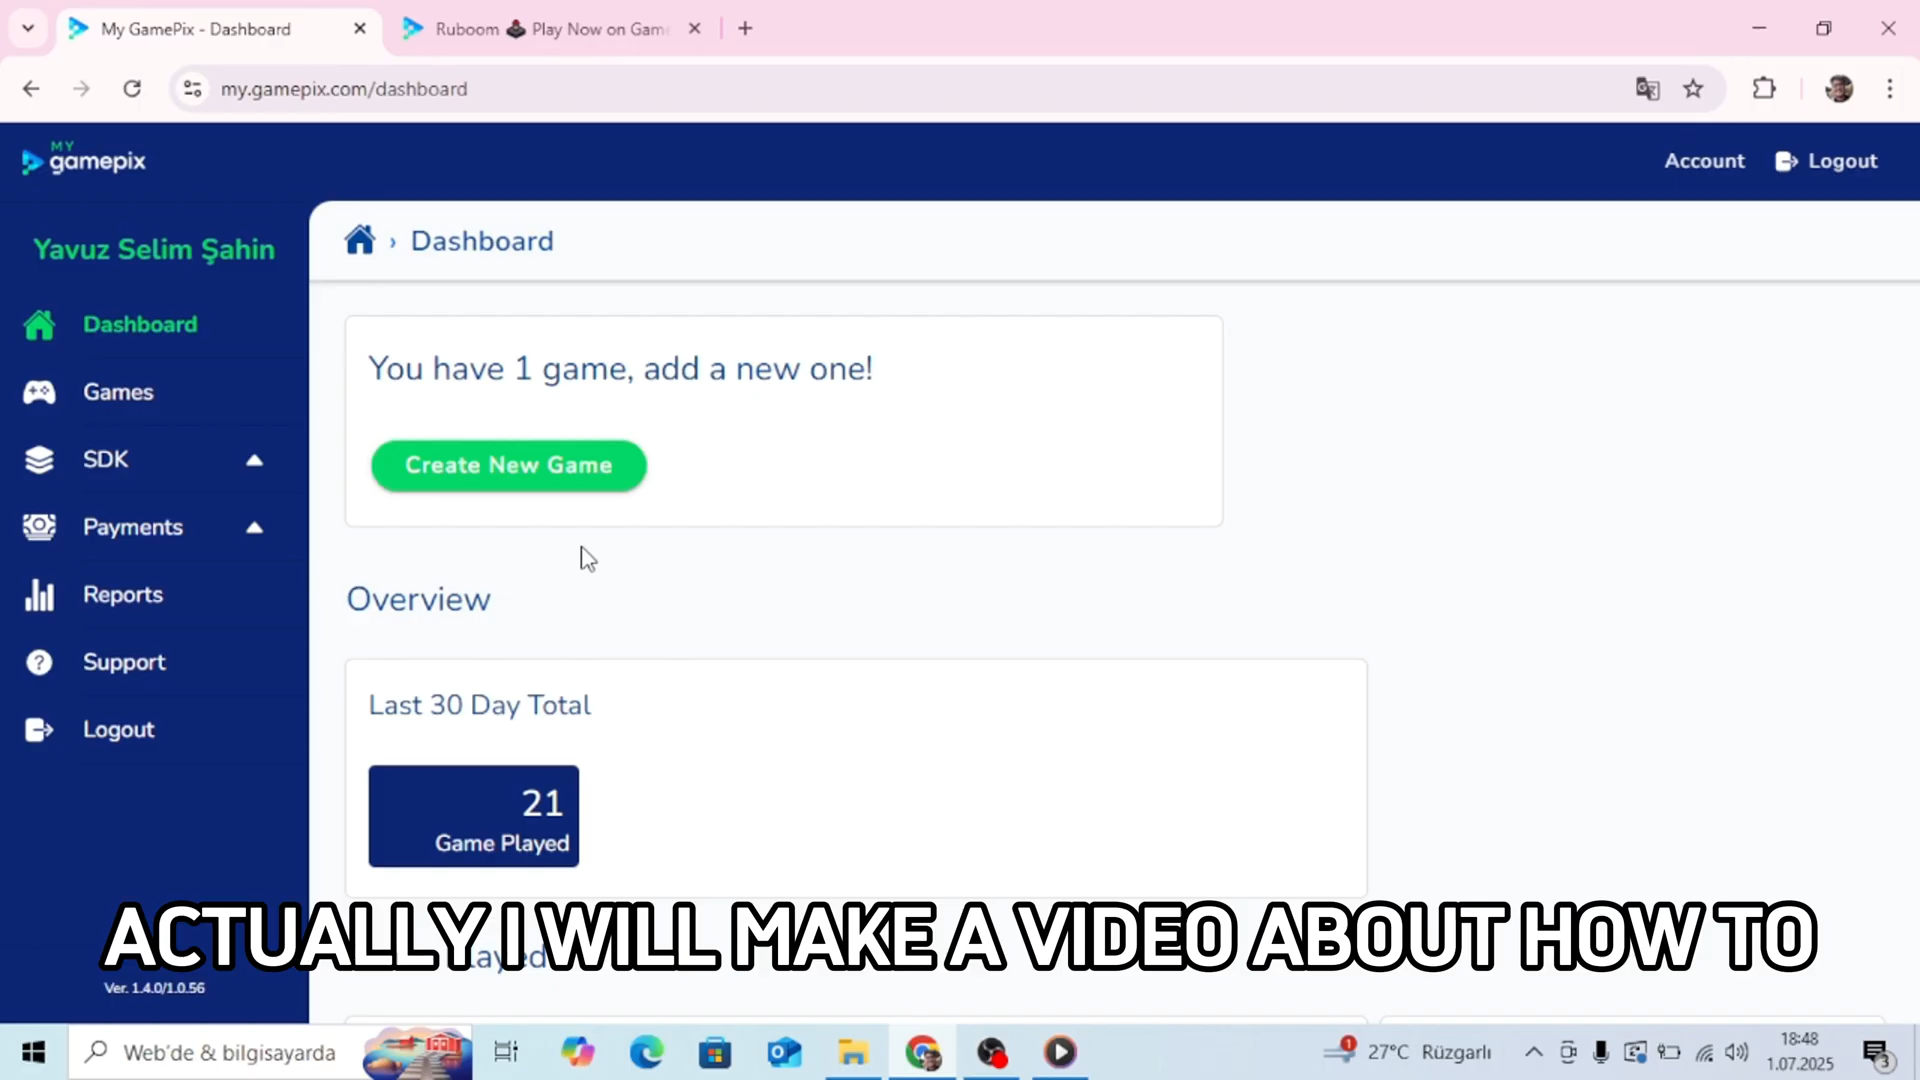 My GamePix - Dashboard
Ruboom Play Now on Game
my.gamepix.com/dashboard
MY
gamepix
Account
Logout
Yavuz Selim Şahin
Dashboard
Dashboard
Games
SDK
Payments
Reports
Support
Logout
You have 1 game, add a new one!
Create New Game
Overview
Last 30 Day Total
21
Game Played
ACTUALLY I WILL MAKE A VIDEO ABOUT HOW TO
Ver. 1.4.0/1.0.56
Web'de & bilgisayarda
1
27°C Rüzgarlı
18:48
1.07.2025
3